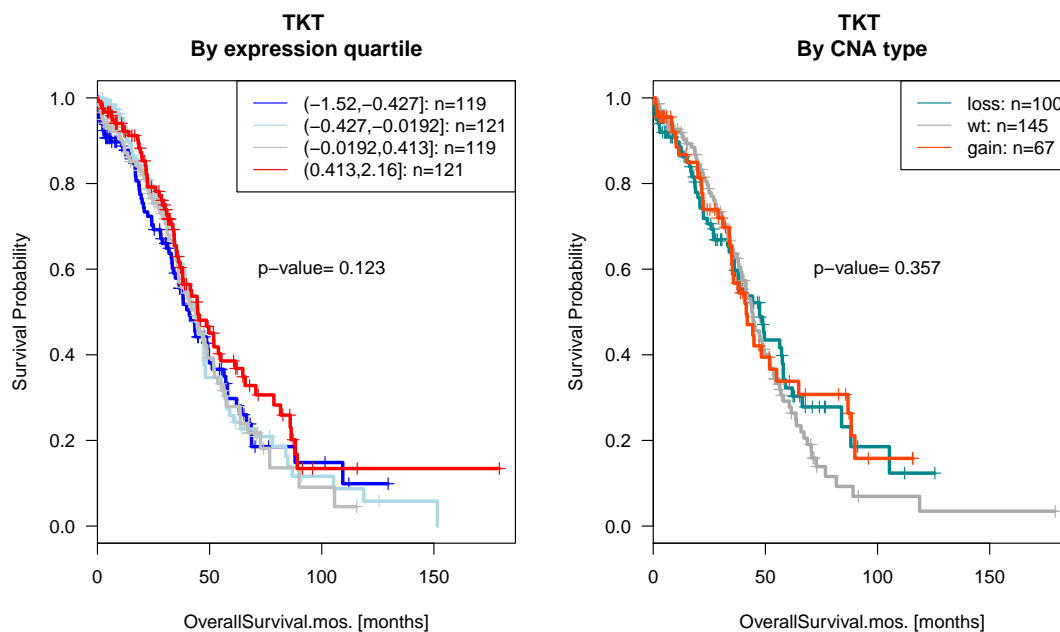 TKT
By expression quartile
(−1.52,−0.427]: n=119
(−0.427,−0.0192]: n=121
(−0.0192,0.413]: n=119
(0.413,2.16]: n=121
p−value= 0.123
Survival Probability
1.0
0.8
0.6
0.4
0.2
0.0
0
50
100
150
OverallSurvival.mos. [months]
TKT
By CNA type
loss: n=100
wt: n=145
gain: n=67
p−value= 0.357
Survival Probability
1.0
0.8
0.6
0.4
0.2
0.0
0
50
100
150
OverallSurvival.mos. [months]